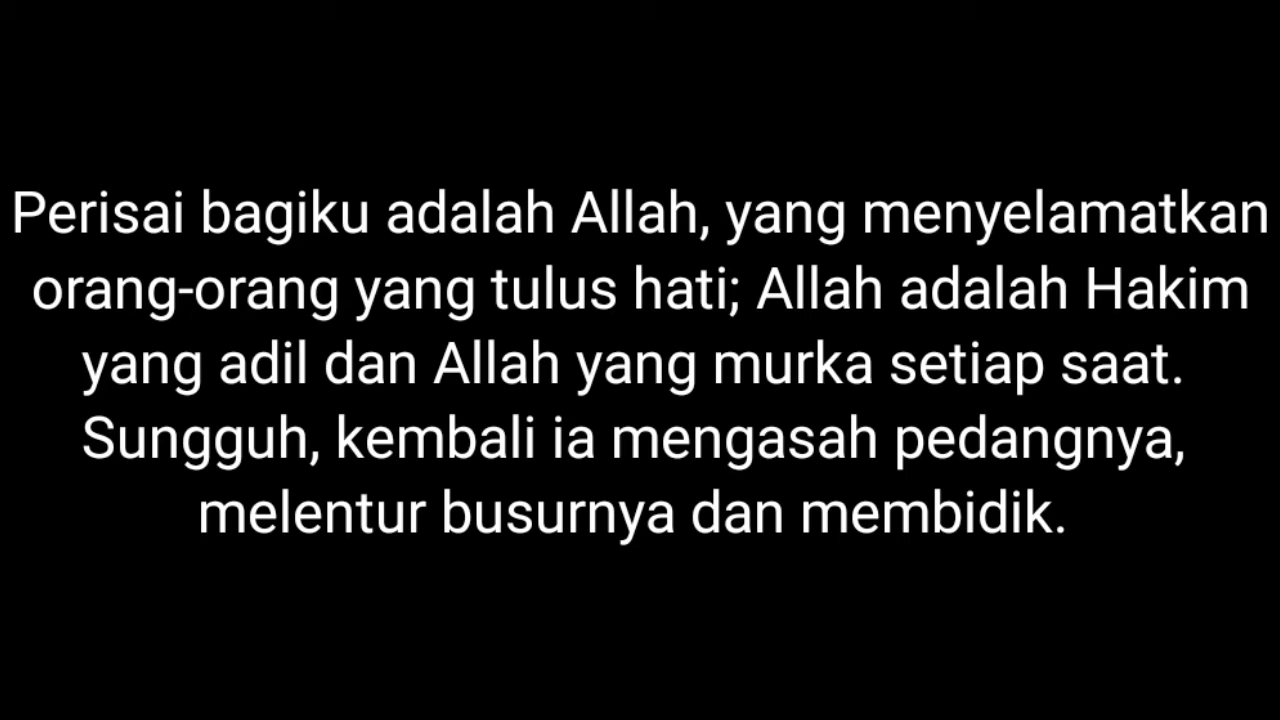 Perisai bagiku adalah Allah, yang menyelamatkan
orang-orang yang tulus hati; Allah adalah Hakim
yang adil dan Allah yang murka setiap saat.
Sungguh, kembali ia mengasah pedangnya,
melentur busurnya dan membidik.